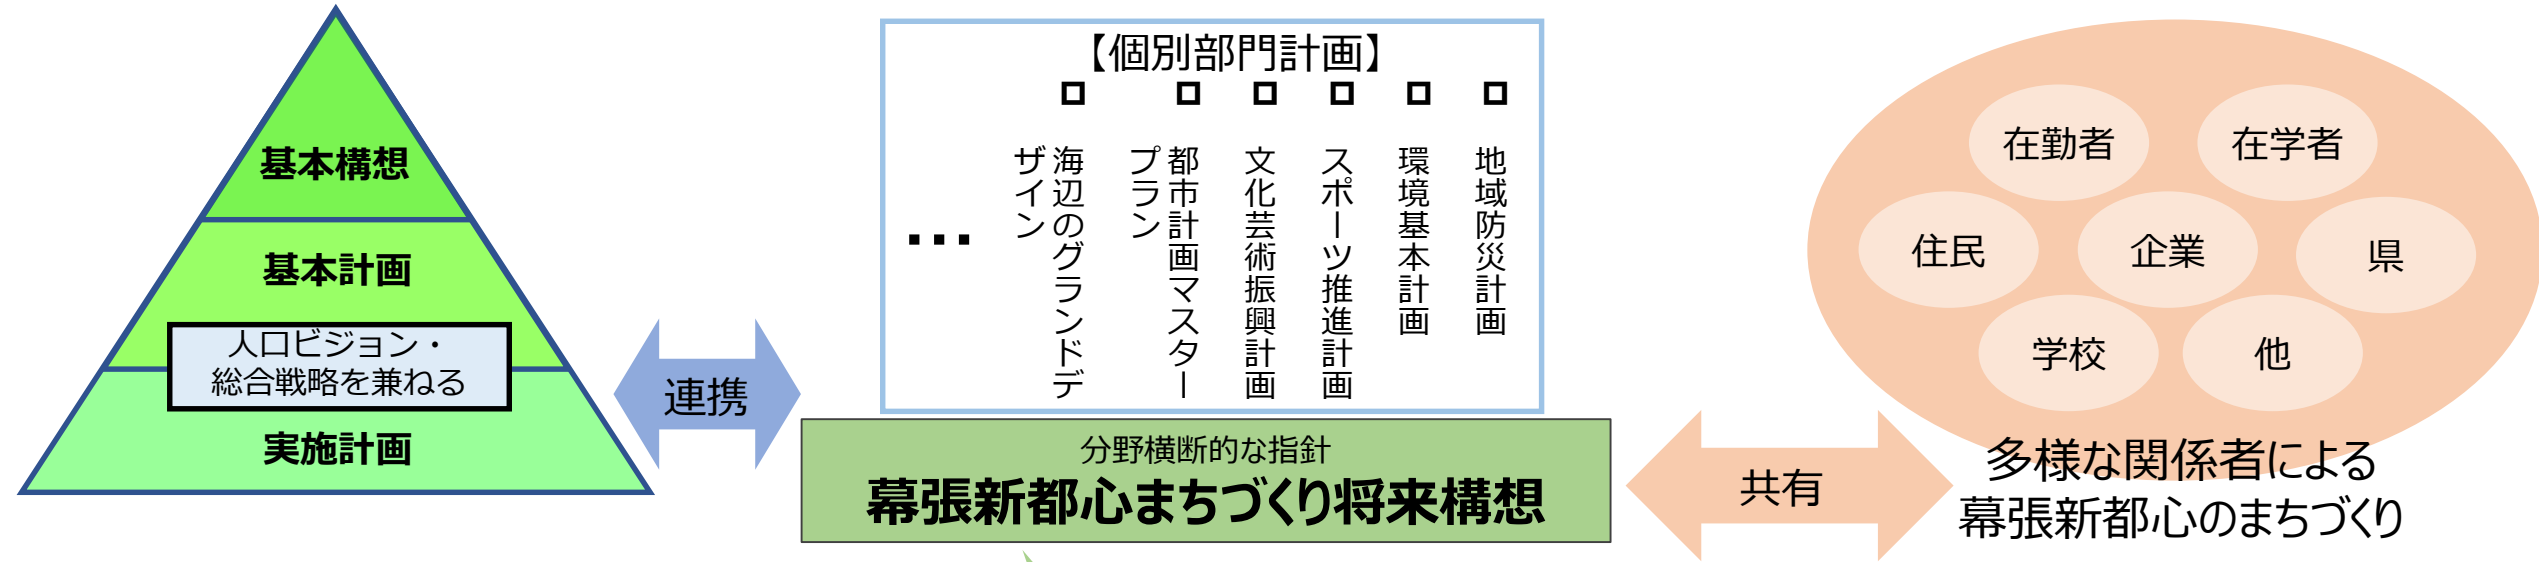 基本構想
基本計画
人口ビジョン・
総合戦略を兼ねる
実施計画
連携
【個別部門計画】
地域防災計画
環境基本計画
スポーツ推進計画
文化芸術振興計画
都市計画マスター
プラン
海辺のグランドデ
ザイン
…
分野横断的な指針
幕張新都心まちづくり将来構想
共有
在勤者
在学者
住民
企業
県
学校
他
多様な関係者による
幕張新都心のまちづくり